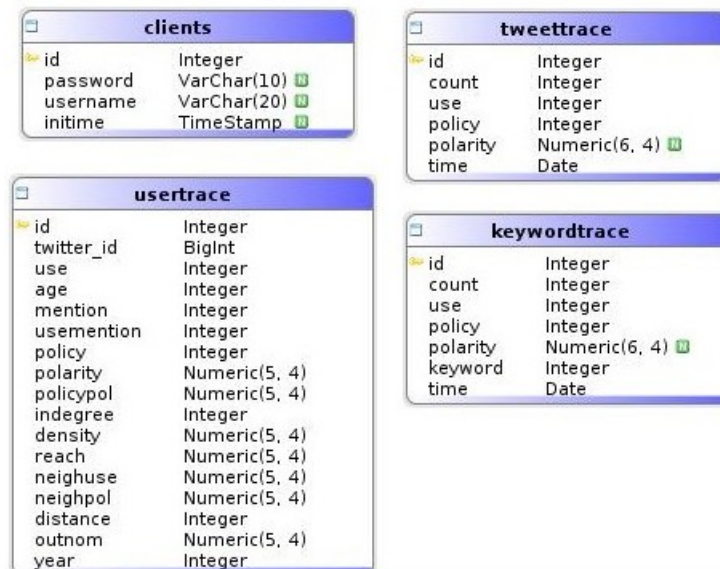 clients
id Integer
password VarChar(10) N
username VarChar(20) N
initime TimeStamp N
tweettrace
id Integer
count Integer
use Integer
policy Integer
polarity Numeric(6, 4) N
time Date
usertrace
id Integer
twitter_id BigInt
use Integer
age Integer
mention Integer
usemention Integer
policy Integer
polarity Numeric(5, 4)
policypol Numeric(5, 4)
indegree Integer
density Numeric(5, 4)
reach Numeric(5, 4)
neighuse Numeric(5, 4)
neighpol Numeric(5, 4)
distance Integer
outnom Numeric(5, 4)
year Integer
keywordtrace
id Integer
count Integer
use Integer
policy Integer
polarity Numeric(6, 4) N
keyword Integer
time Date